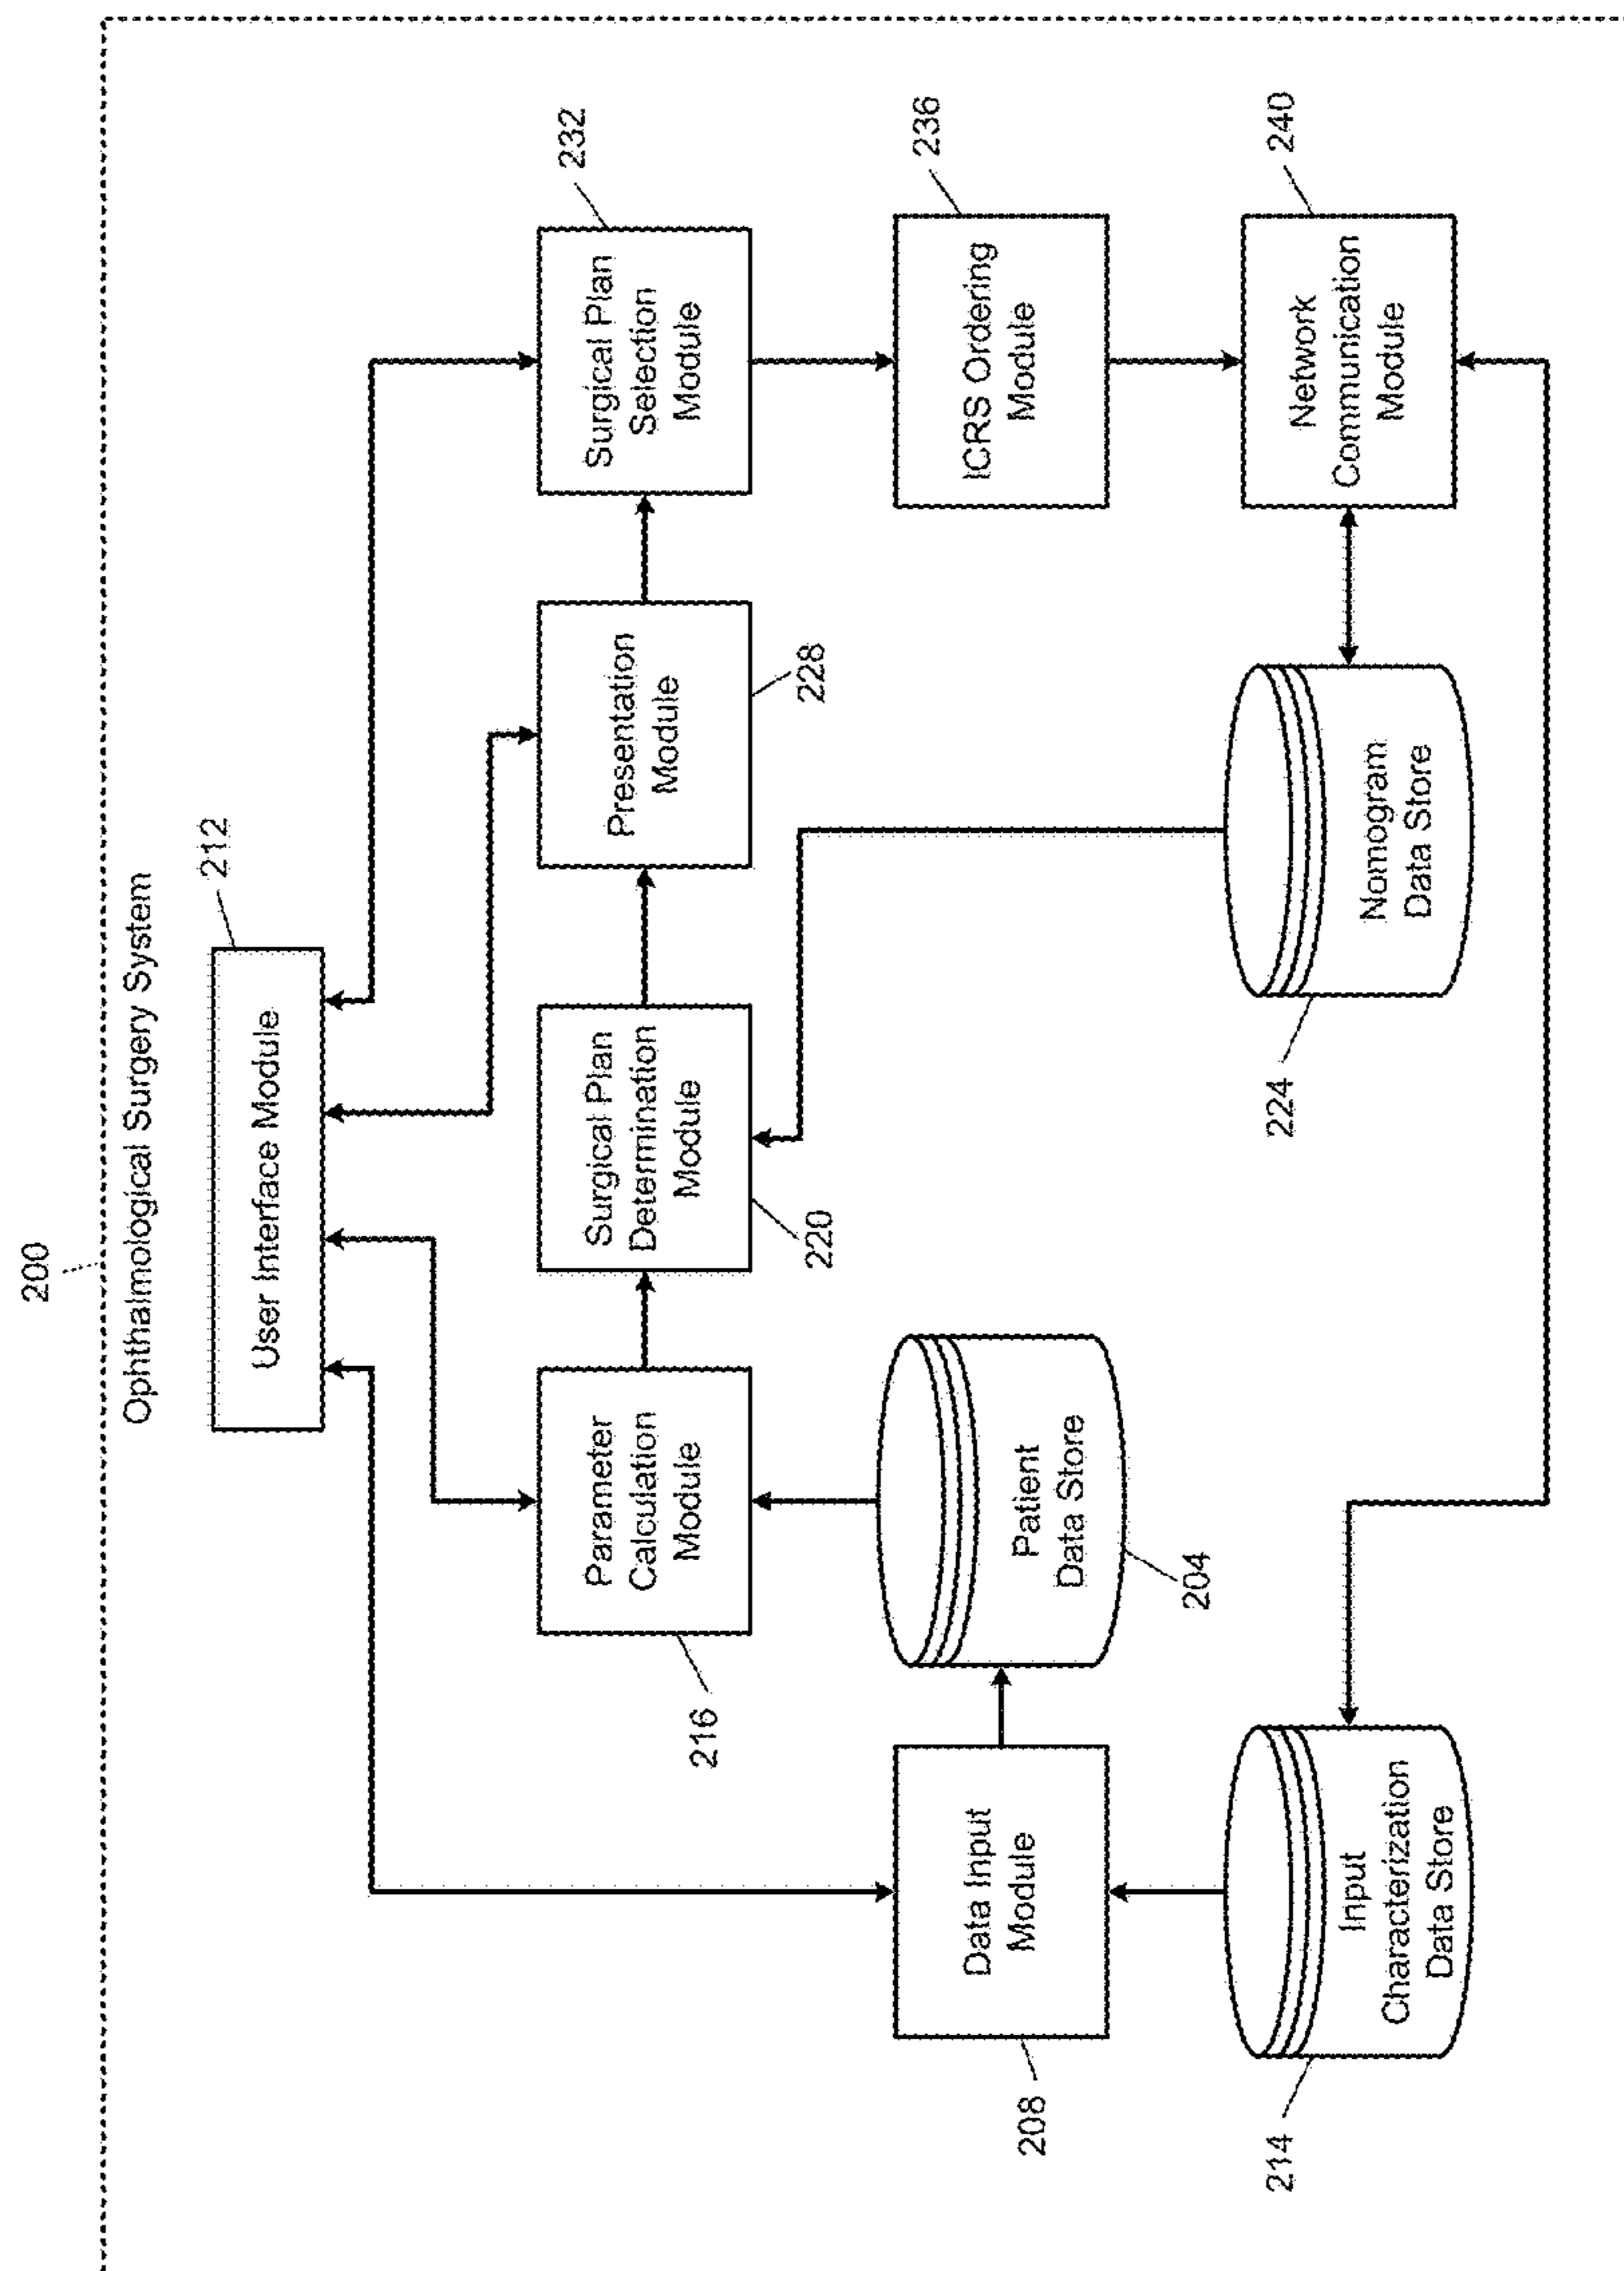 200
Ophthalmological Surgery System
212
User Interface Module
216
Parameter
Calculation
Module
Surgical Plan
Determination
Module
220
Presentation
Module
228
Surgical Plan
Selection
Module
232
208
Data Input
Module
Patient
Data Store
204
ICRS Ordering
Module
236
214
Input
Characterization
Data Store
224
Nomogram
Data Store
Network
Communication
Module
240